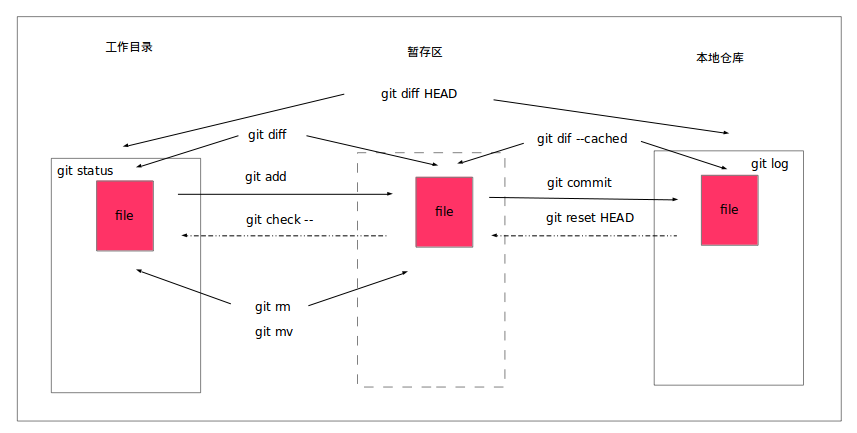 工作目录
暂存区
本地仓库
git diff HEAD
git diff
git dif --cached
git status
git log
git add
git commit
file
file
file
git check --
git reset HEAD
git rm
git mv